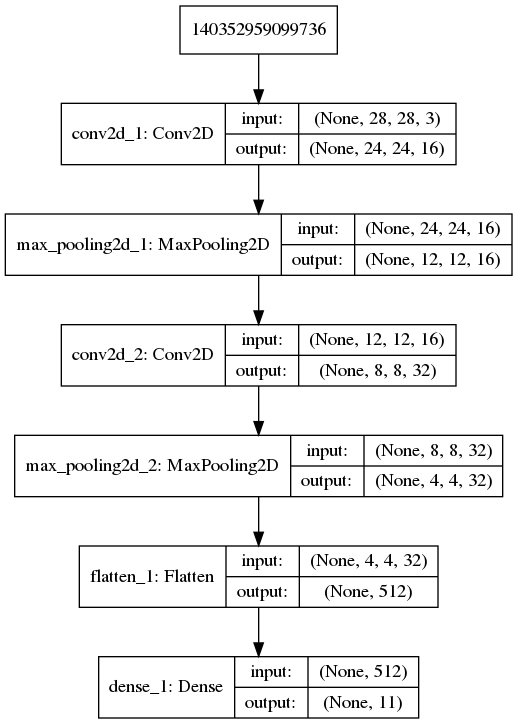 140352959099736
conv2d_1: Conv2D
input:
(None, 28, 28, 3)
output:
(None, 24, 24, 16)
max_pooling2d_1: MaxPooling2D
input:
(None, 24, 24, 16)
output:
(None, 12, 12, 16)
conv2d_2: Conv2D
input:
(None, 12, 12, 16)
output:
(None, 8, 8, 32)
max_pooling2d_2: MaxPooling2D
input:
(None, 8, 8, 32)
output:
(None, 4, 4, 32)
flatten_1: Flatten
input:
(None, 4, 4, 32)
output:
(None, 512)
dense_1: Dense
input:
(None, 512)
output:
(None, 11)